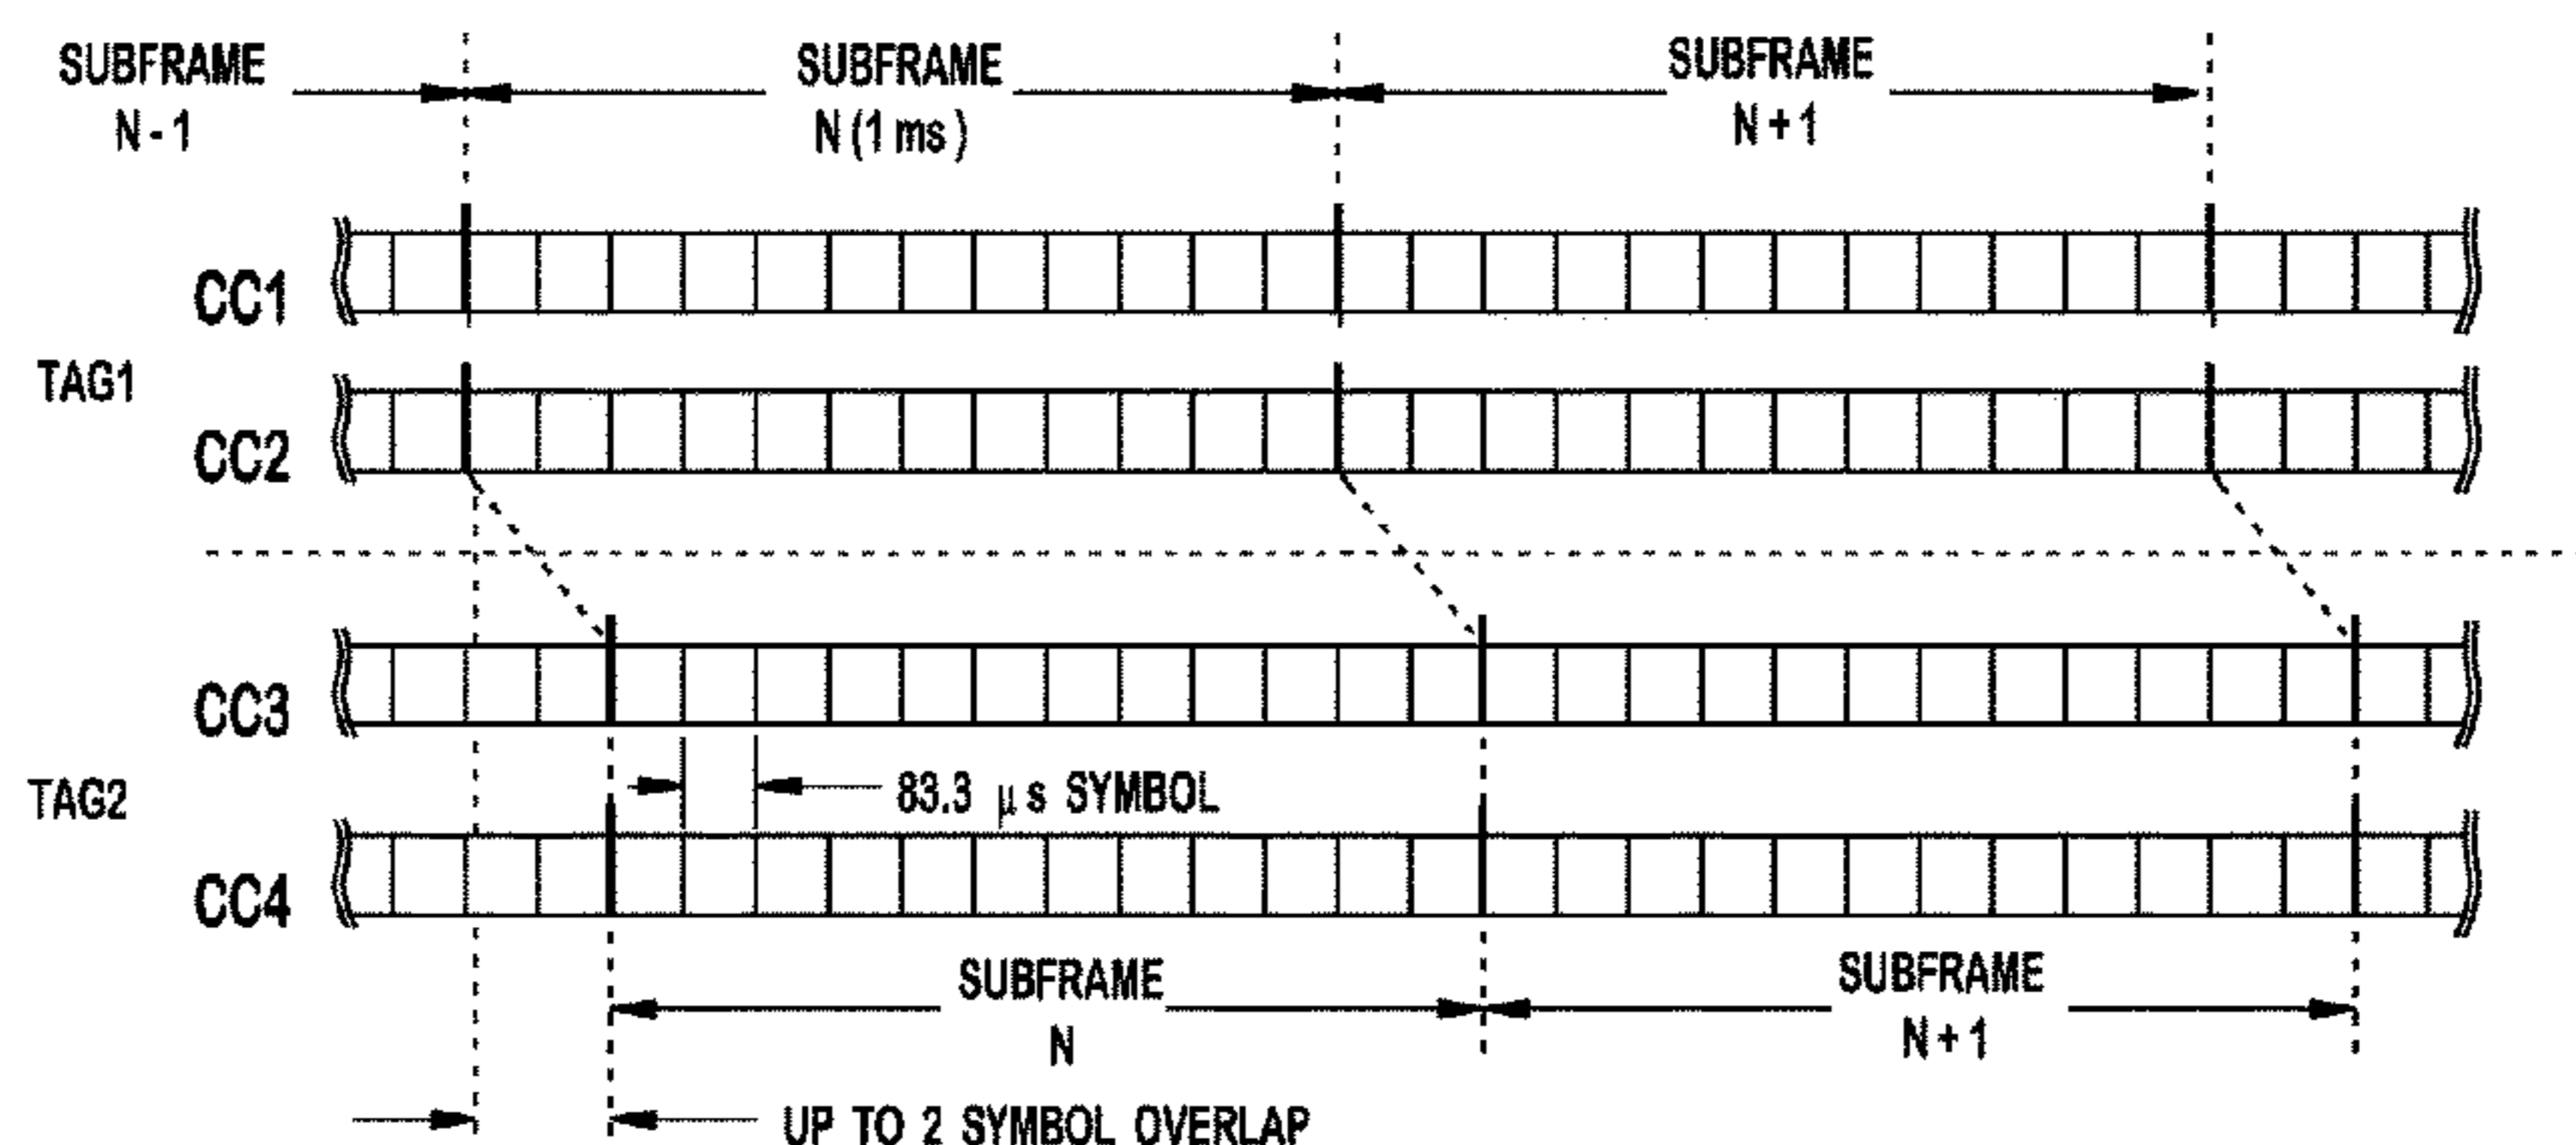 SUBFRAME
N - 1
SUBFRAME
N (1 ms)
SUBFRAME
N + 1
CC1
TAG1
CC2
CC3
TAG2
83.3 μs SYMBOL
CC4
SUBFRAME
N
SUBFRAME
N + 1
UP TO 2 SYMBOL OVERLAP